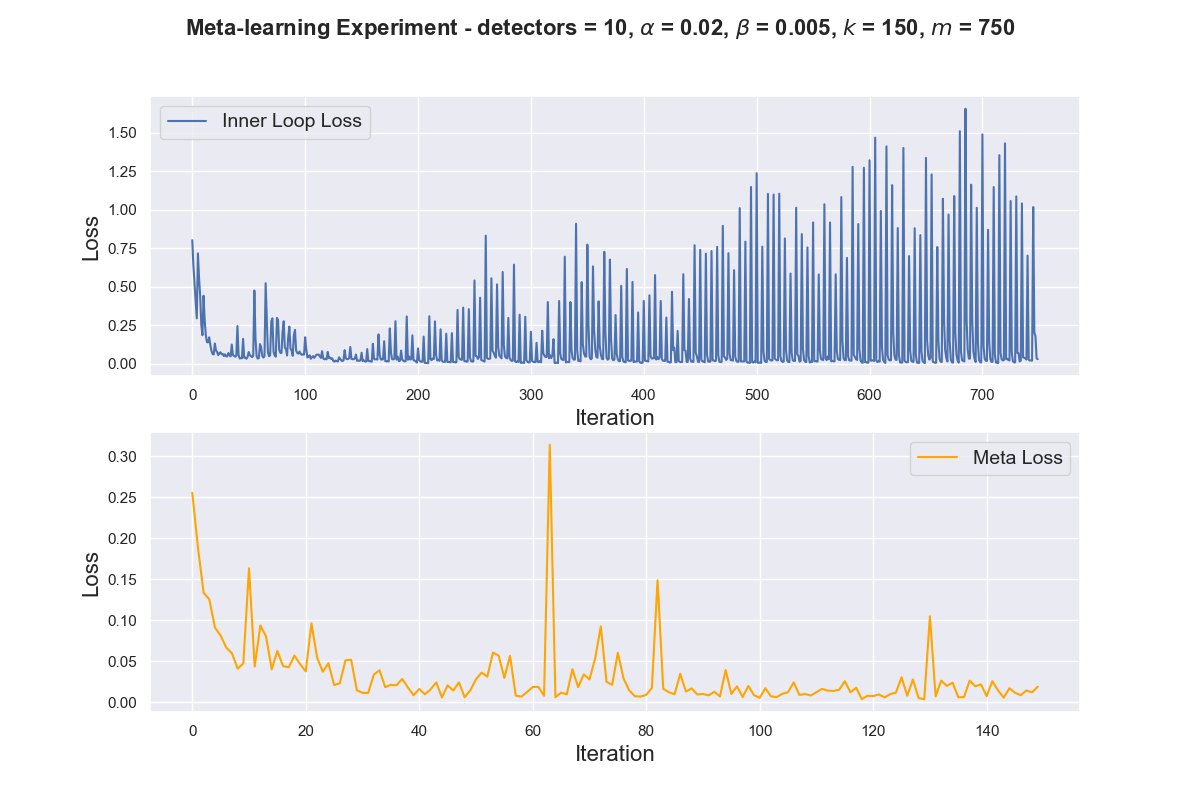 Meta-learning Experiment - detectors = 10, α = 0.02, β = 0.005, k = 150, m = 750
Inner Loop Loss
Loss
1.50
1.25
1.00
0.75
0.50
0.25
0.00
0 100 200 300 400 500 600 700
Iteration
Meta Loss
Loss
0.30
0.25
0.20
0.15
0.10
0.05
0.00
0 20 40 60 80 100 120 140
Iteration